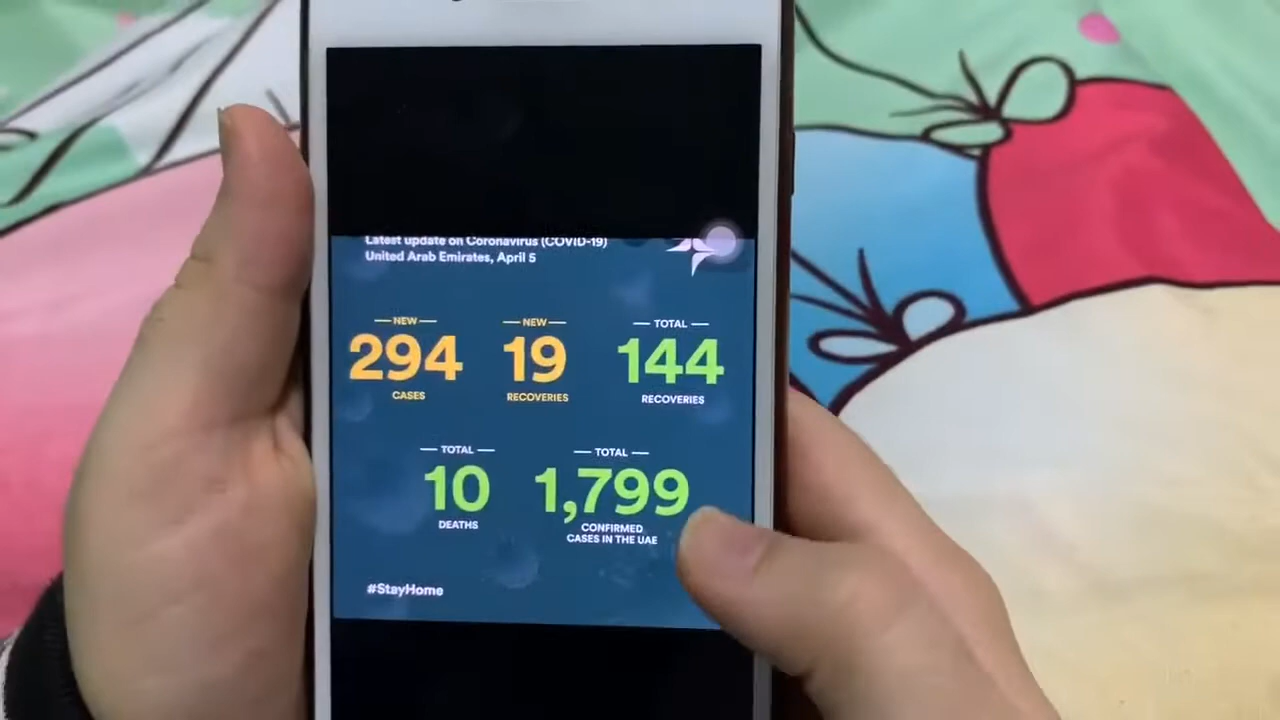 Latest update on Coronavirus (COVID-19)
United Arab Emirates, April 5
NEW
294
CASES
NEW
19
RECOVERIES
TOTAL
144
RECOVERIES
TOTAL
10
DEATHS
TOTAL
1,799
CONFIRMED
CASES IN THE UAE
#StayHome